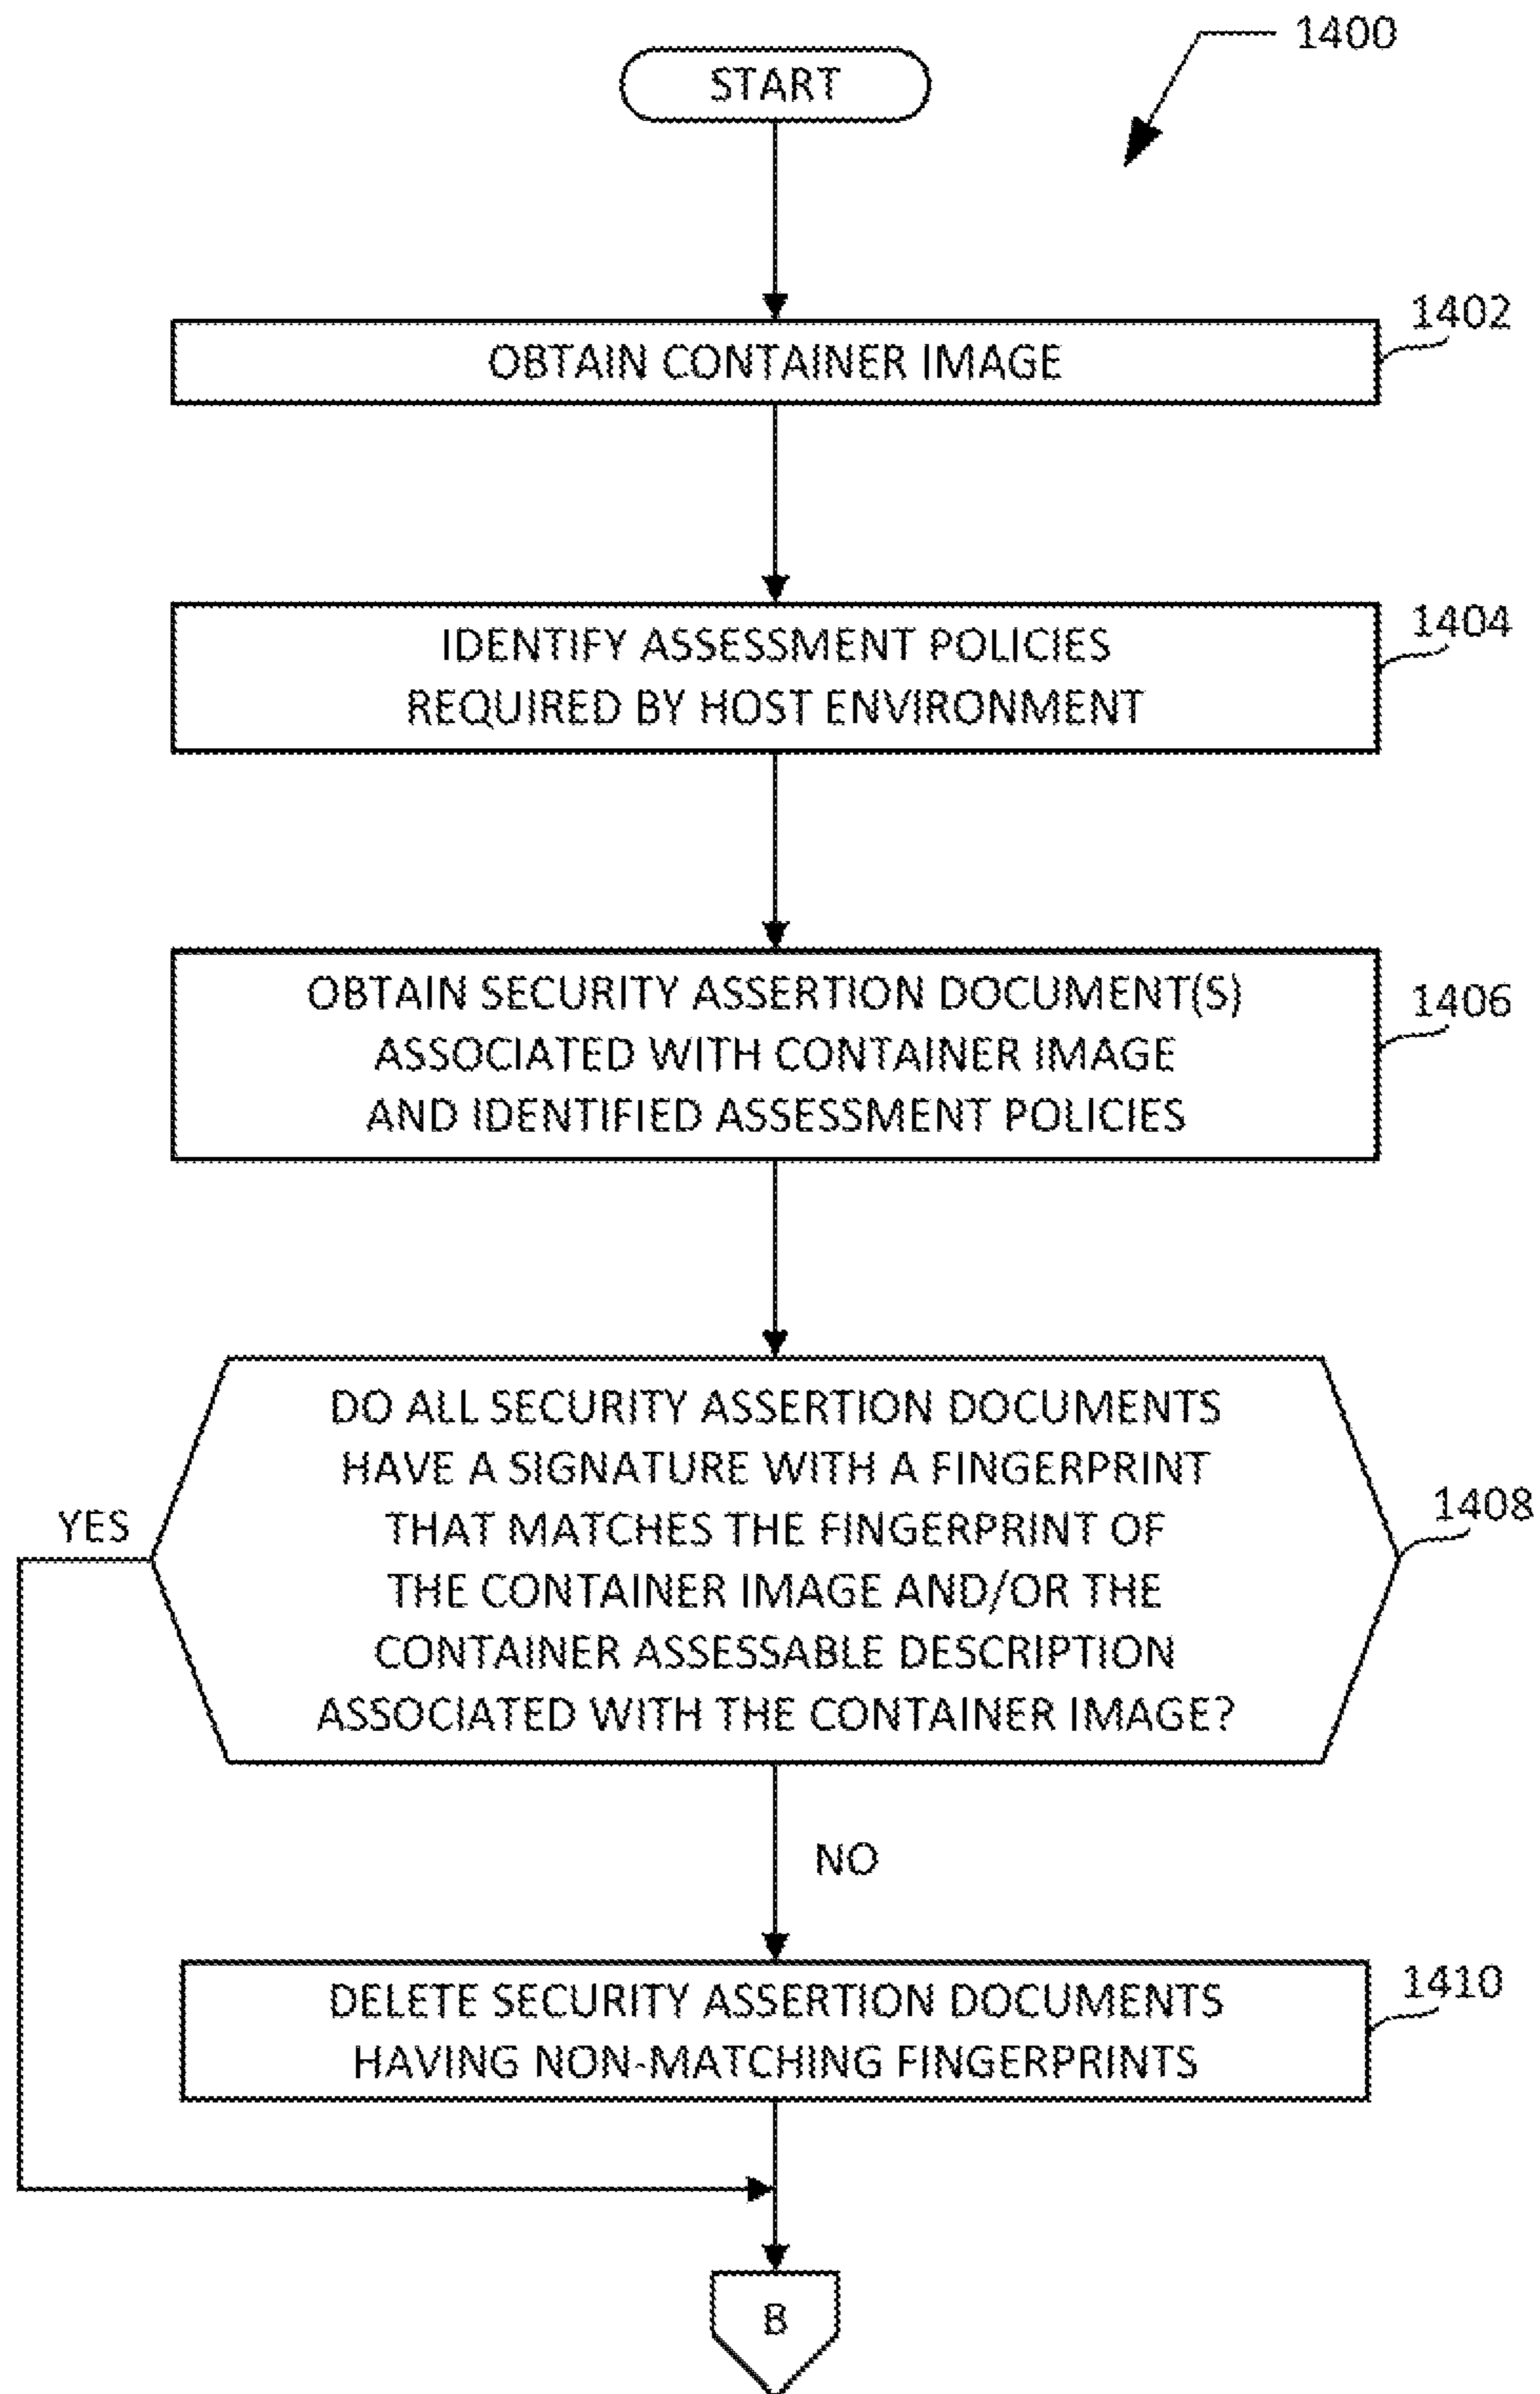 1400
START
1402
OBTAIN CONTAINER IMAGE
1404
IDENTIFY ASSESSMENT POLICIES
REQUIRED BY HOST ENVIRONMENT
1406
OBTAIN SECURITY ASSERTION DOCUMENT(S)
ASSOCIATED WITH CONTAINER IMAGE
AND IDENTIFIED ASSESSMENT POLICIES
DO ALL SECURITY ASSERTION DOCUMENTS
HAVE A SIGNATURE WITH A FINGERPRINT
THAT MATCHES THE FINGERPRINT OF
THE CONTAINER IMAGE AND/OR THE
CONTAINER ASSESSABLE DESCRIPTION
ASSOCIATED WITH THE CONTAINER IMAGE?
YES
1408
NO
1410
DELETE SECURITY ASSERTION DOCUMENTS
HAVING NON-MATCHING FINGERPRINTS
B